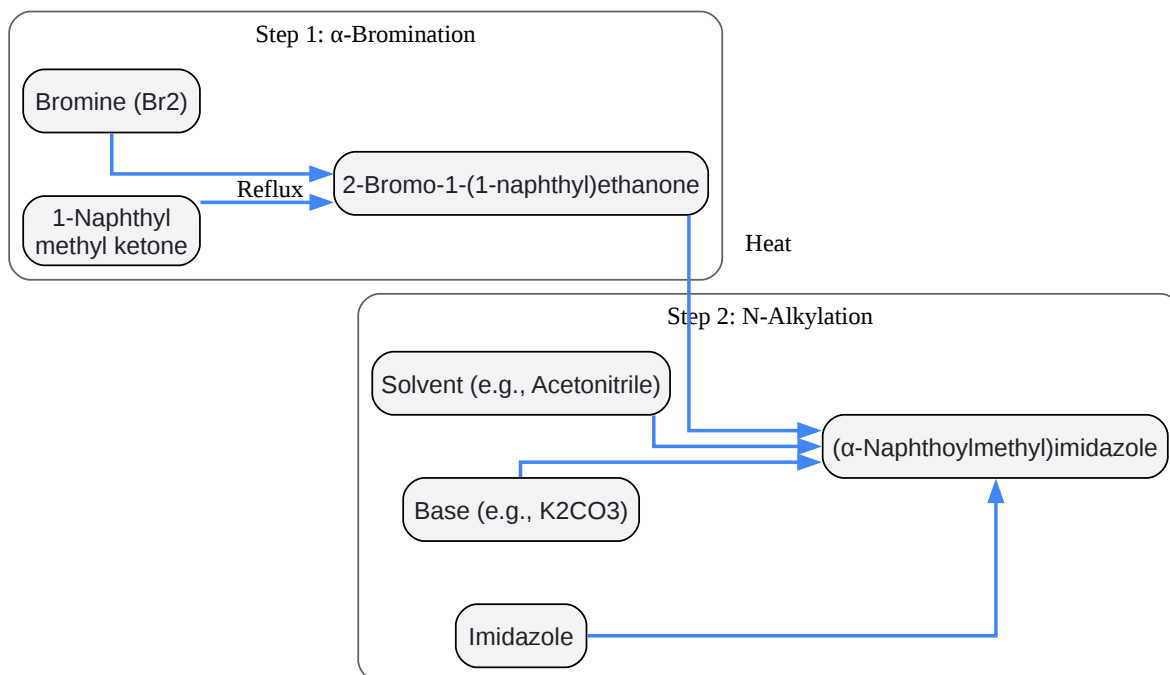 Step 1: α-Bromination
Bromine (Br2)
2-Bromo-1-(1-naphthyl)ethanone
Reflux
1-Naphthyl
methyl ketone
Heat
Step 2: N-Alkylation
Solvent (e.g., Acetonitrile)
(α-Naphthoylmethyl)imidazole
Base (e.g., K2CO3)
Imidazole